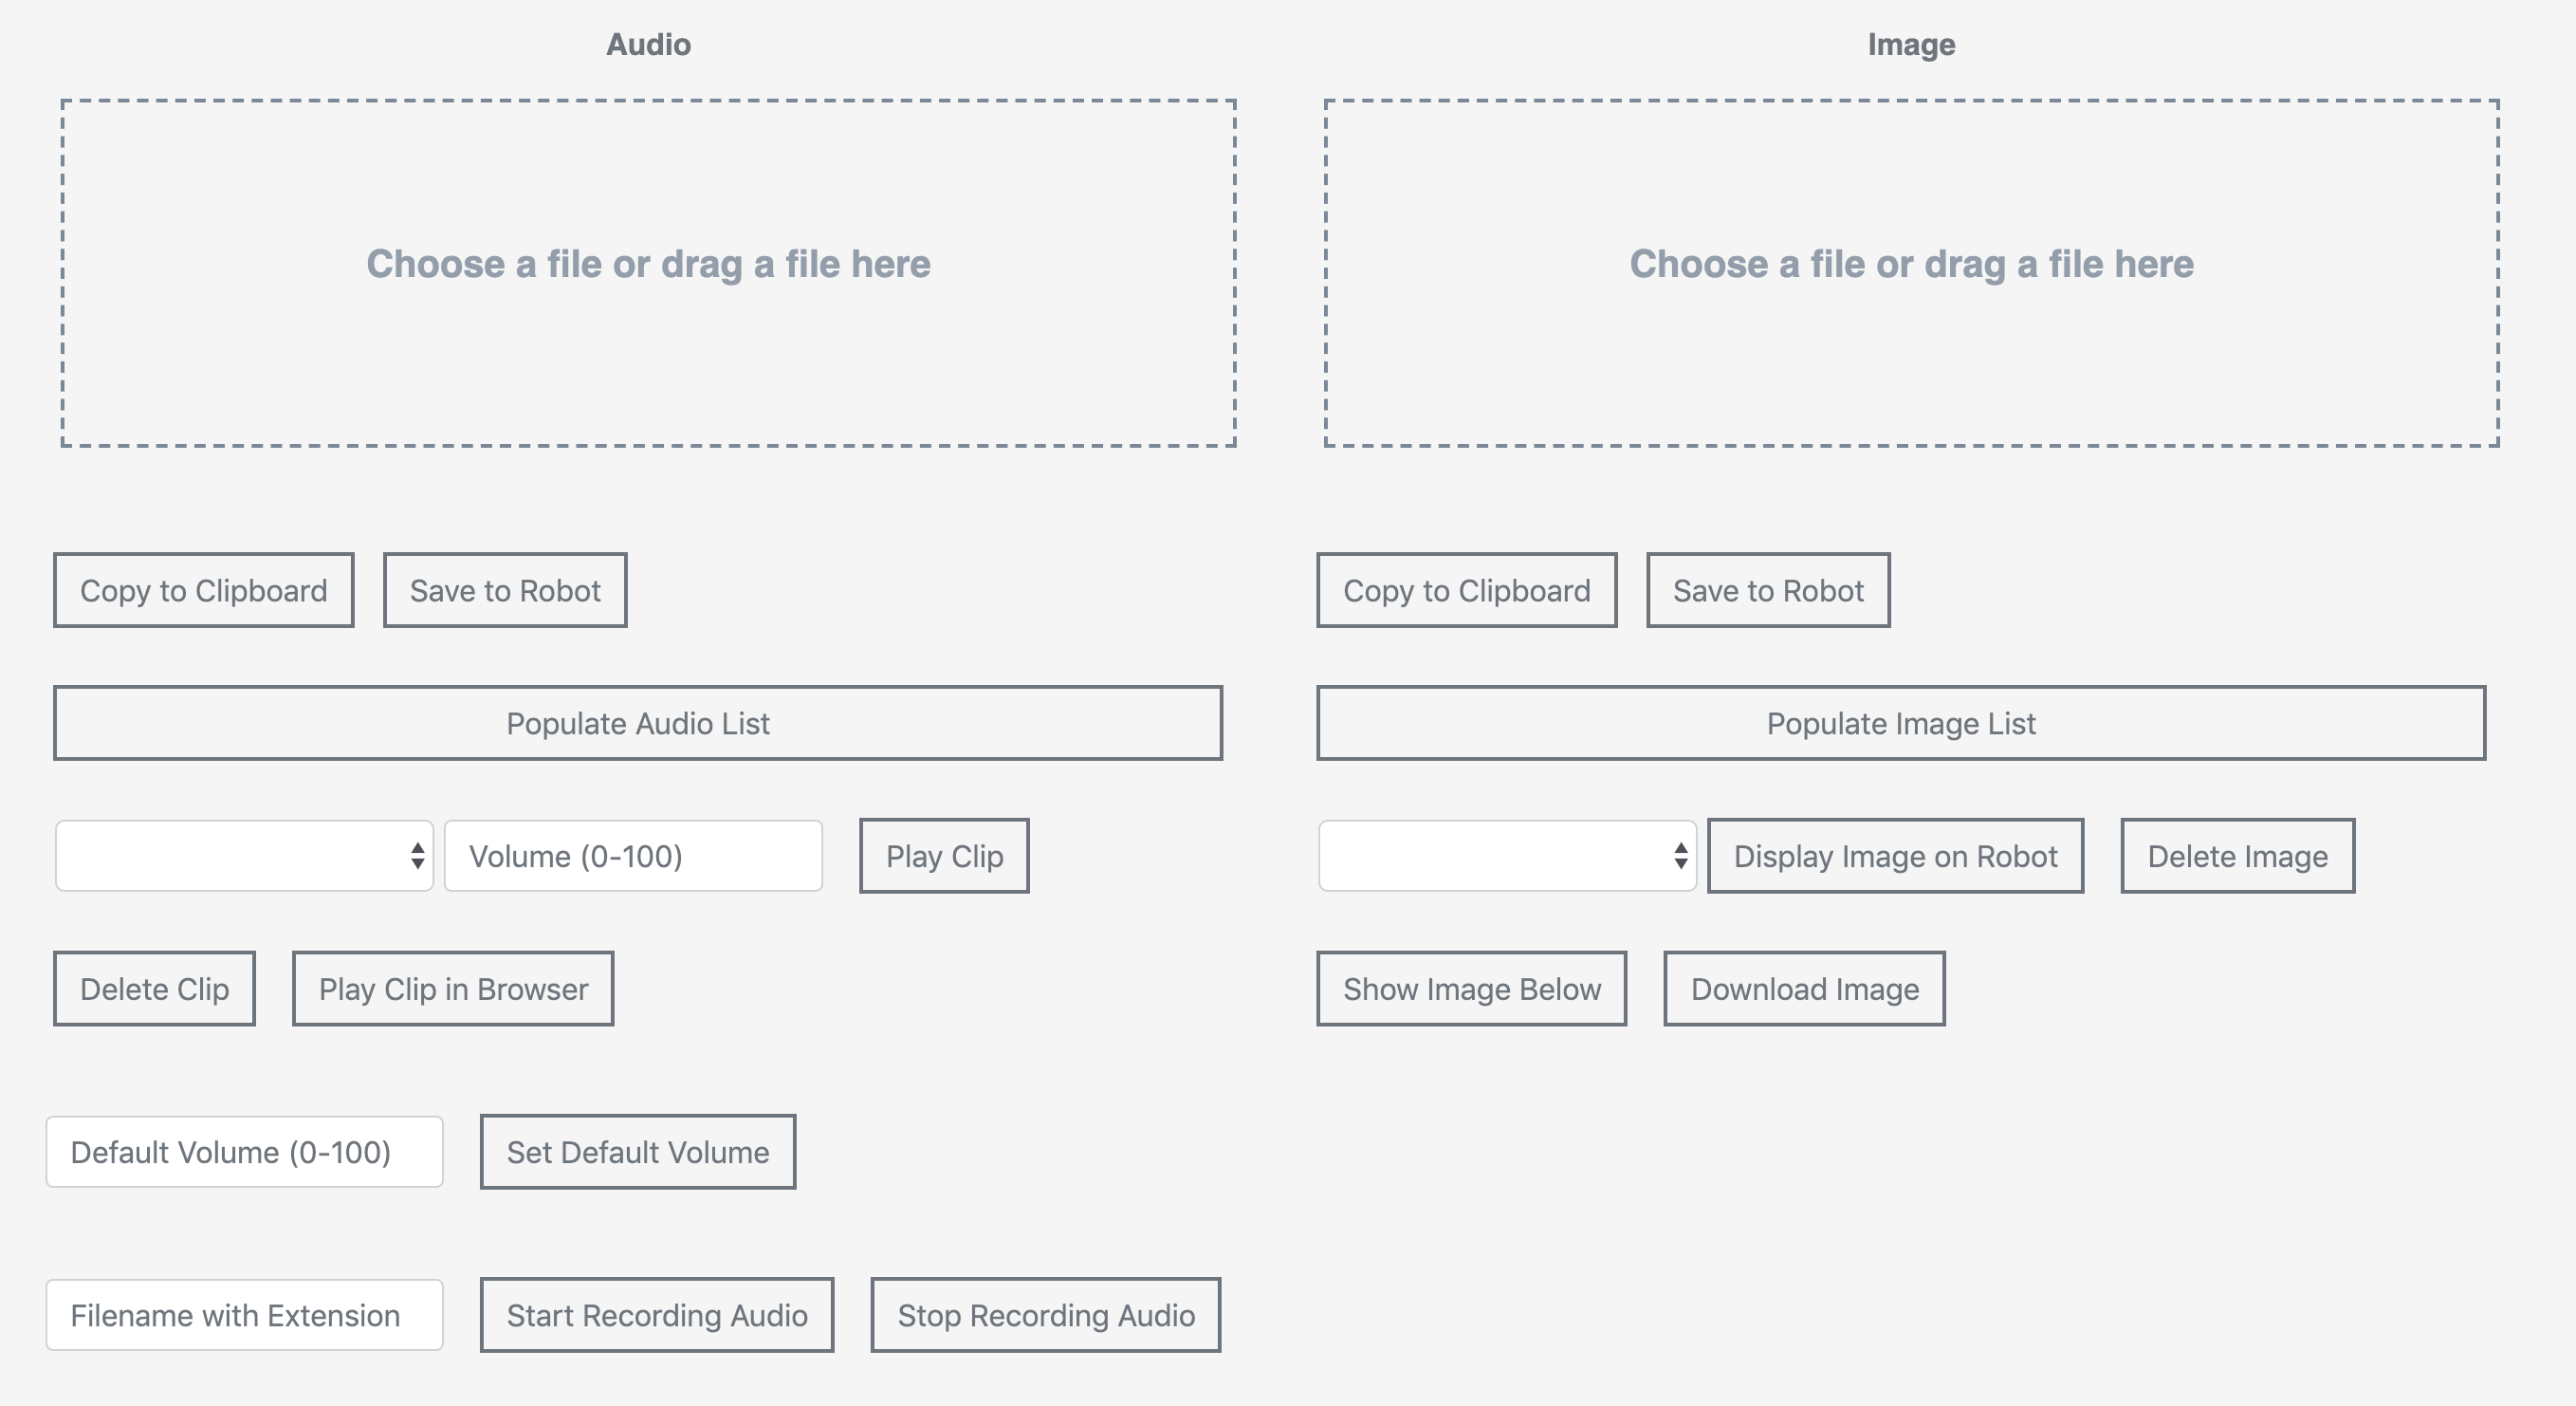 Audio
Choose a file or drag a file here
Copy to Clipboard Save to Robot
Populate Audio List
Volume (0-100) Play Clip
Delete Clip Play Clip in Browser
Default Volume (0-100) Set Default Volume
Filename with Extension Start Recording Audio Stop Recording Audio
Image
Choose a file or drag a file here
Copy to Clipboard Save to Robot
Populate Image List
Display Image on Robot Delete Image
Show Image Below Download Image